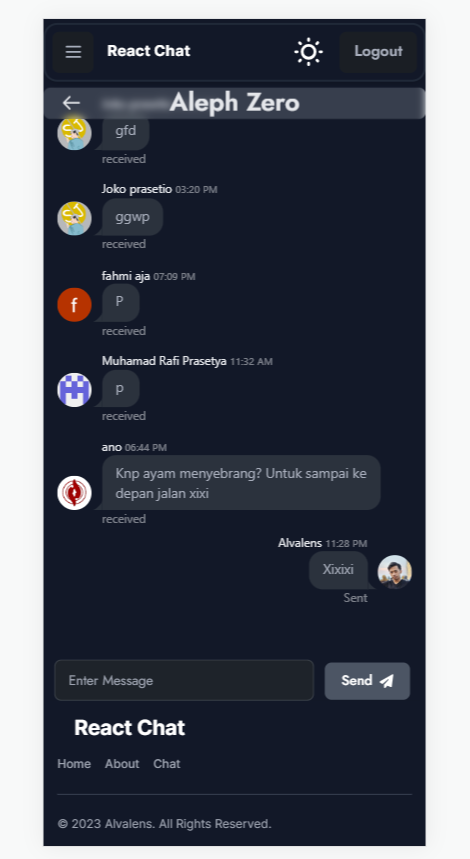 React Chat
Logout
Aleph Zero
gfd
received
Joko prasetio 03:20 PM
ggwp
received
fahmi aja 07:09 PM
f
P
received
Muhamad Rafi Prasetya 11:32 AM
p
received
ano 06:44 PM
Knp ayam menyebrang? Untuk sampai ke
depan jalan xixi
received
Alvalens 11:28 PM
Xixixi
Sent
Enter Message
Send
React Chat
Home About Chat
© 2023 Alvalens. All Rights Reserved.